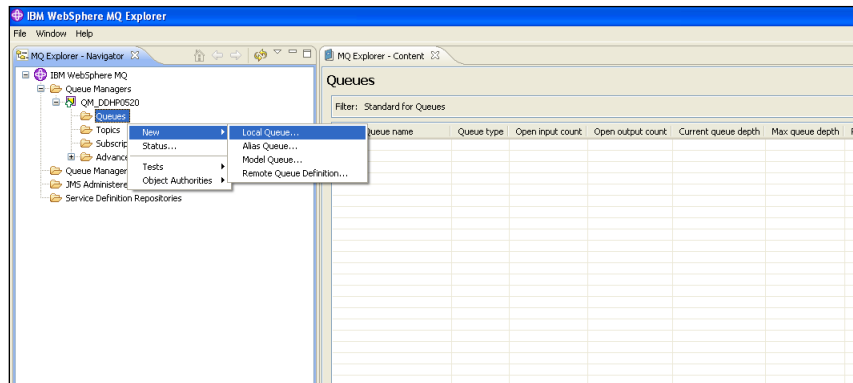 IBM WebSphere MQ Explorer
File Window Help
MQ Explorer - Navigator
MQ Explorer - Content
IBM WebSphere MQ
Queue Managers
QM_DDHP0520
Queues
Topics
Subscrip
Advance
Queue Manager
JMS Administere
Service Definition Repositories
New
Status...
Tests
Object Authorities
Local Queue...
Alias Queue...
Model Queue...
Remote Queue Definition...
Queues
Filter: Standard for Queues
Queue name Queue type Open input count Open output count Current queue depth Max queue depth